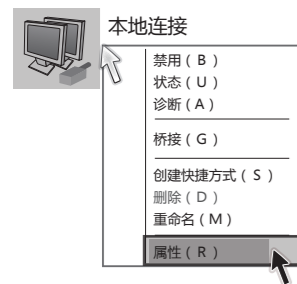 本地连接
禁用 ( B )
状态 ( U )
诊断 ( A )
桥接 ( G )
创建快捷方式 ( S )
删除 ( D )
重命名 ( M )
属性 ( R )